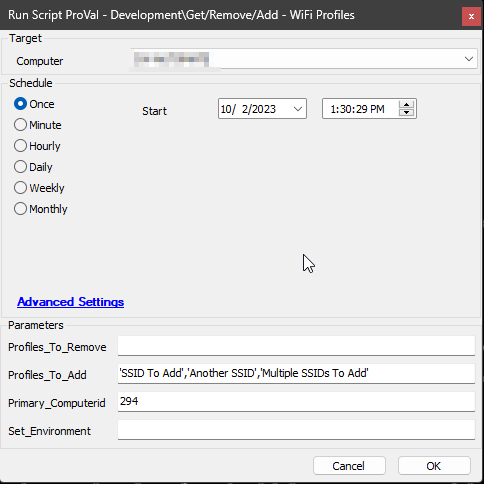 Run Script ProVal - Development\Get/Remove/Add - WiFi Profiles x
Target
Computer
Schedule
Once Start 10/ 2/2023 1:30:29 PM
Minute
Hourly
Daily
Weekly
Monthly
Advanced Settings
Parameters
Profiles_To_Remove
Profiles_To_Add 'SSID To Add','Another SSID','Multiple SSIDs To Add'
Primary_Computerid 294
Set_Environment
Cancel OK